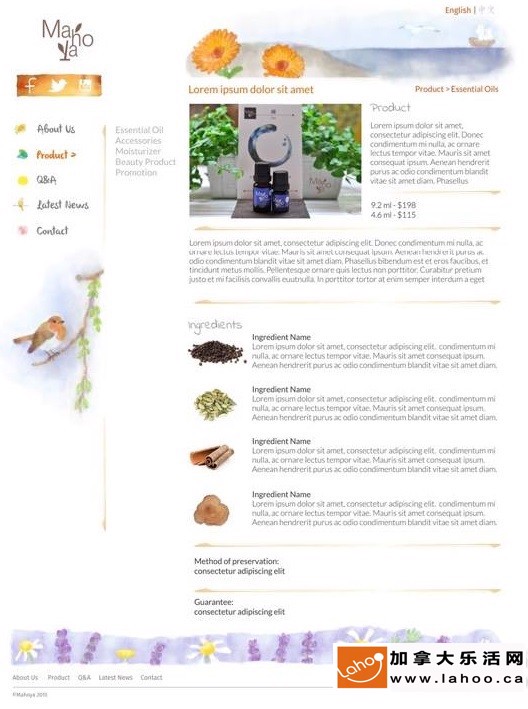 English | 中文
Mahoya
Lorem ipsum dolor sit amet
Product > Essential Oils
About Us
Product >
Q&A
Latest News
Contact
Essential Oil
Accessories
Moisturizer
Beauty Product
Promotion
Product
Lorem ipsum dolor sit amet,
consectetur adipiscing elit. Donec
condimentum mi nulla, ac ornare
lectus tempor vitae. Mauris sit amet
consequat ipsum. Aenean hendrerit
purus ac odio condimentum blandit
vitae sit amet diam. Phasellus
9.2 ml - $198
4.6 ml - $115
Lorem ipsum dolor sit amet, consectetur adipiscing elit. Donec condimentum mi nulla, ac
ornare lectus tempor vitae. Mauris sit amet consequat ipsum. Aenean hendrerit purus ac
odio condimentum blandit vitae sit amet diam. Phasellus bibendum est et eros faucibus, et
tincidunt metus mollis. Pellentesque ornare quis lectus non porttitor. Curabitur pretium
justo et mi facilisis convallis euutnulla. In porttitor tortor at enim semper interdum a eget
Ingredients
Ingredient Name
Lorem ipsum dolor sit amet, consectetur adipiscing elit. condimentum mi
nulla, ac ornare lectus tempor vitae. Mauris sit amet consequat ipsum.
Aenean hendrerit purus ac odio condimentum blandit vitae sit amet diam.
Ingredient Name
Lorem ipsum dolor sit amet, consectetur adipiscing elit. condimentum mi
nulla, ac ornare lectus tempor vitae. Mauris sit amet consequat ipsum.
Aenean hendrerit purus ac odio condimentum blandit vitae sit amet diam.
Ingredient Name
Lorem ipsum dolor sit amet, consectetur adipiscing elit. condimentum mi
nulla, ac ornare lectus tempor vitae. Mauris sit amet consequat ipsum.
Aenean hendrerit purus ac odio condimentum blandit vitae sit amet diam.
Ingredient Name
Lorem ipsum dolor sit amet, consectetur adipiscing elit. condimentum mi
nulla, ac ornare lectus tempor vitae. Mauris sit amet consequat ipsum.
Aenean hendrerit purus ac odio condimentum blandit vitae sit amet diam.
Method of preservation:
consectetur adipiscing elit
Guarantee:
consectetur adipiscing elit
About Us Product Q&A Latest News Contact
Lahoo
加拿大乐活网
www.lahoo.ca